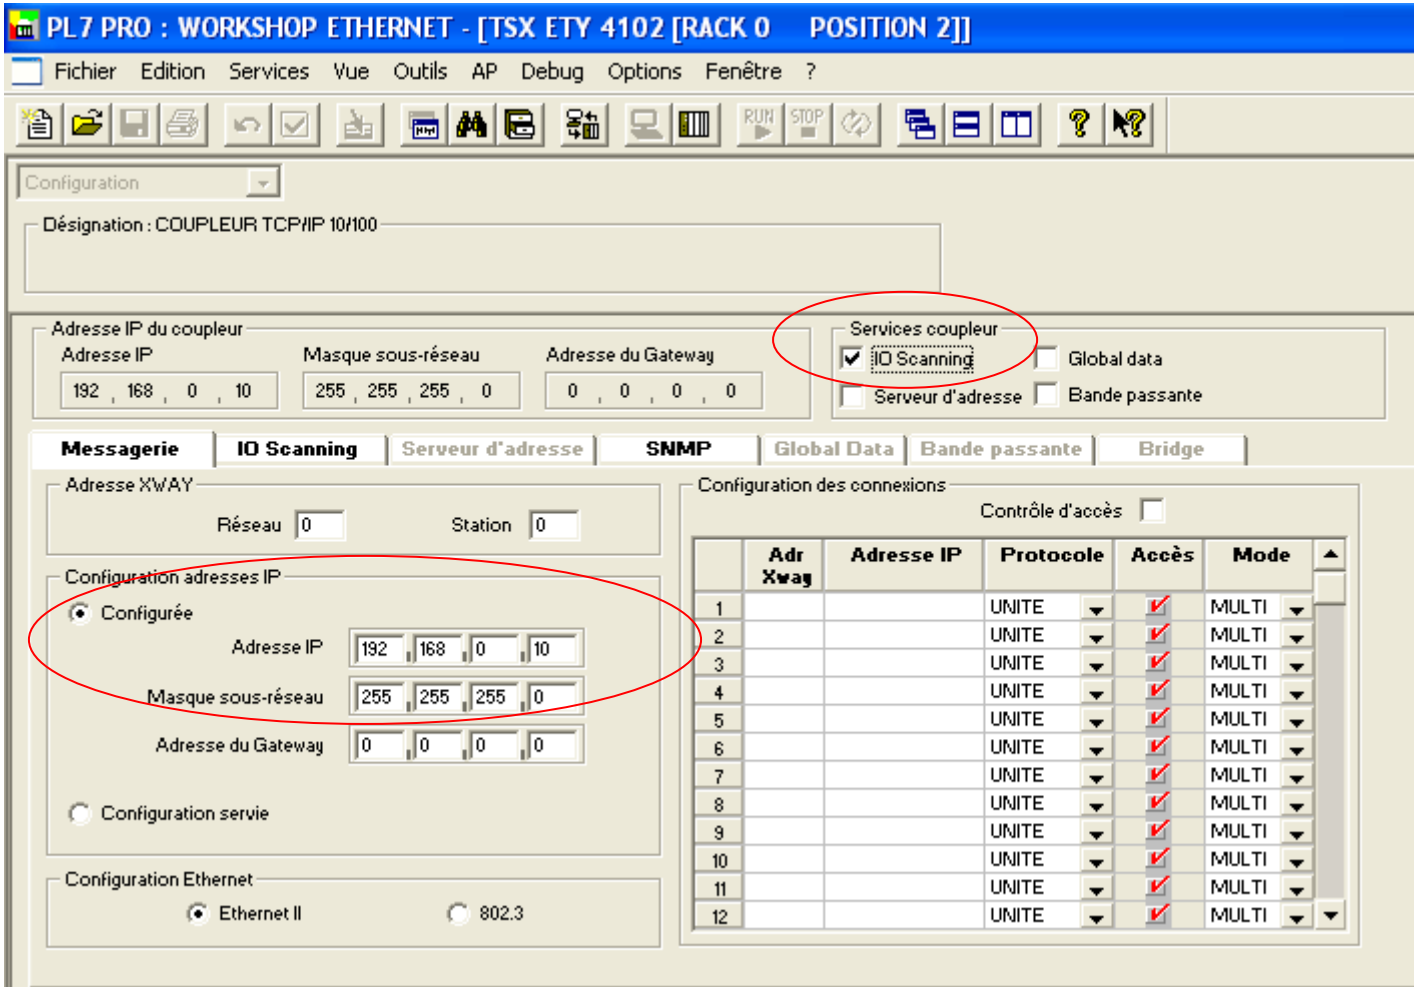 PL7 PRO : WORKSHOP ETHERNET - [TSX ETY 4102 [RACK 0 POSITION 2]]
Fichier Edition Services Vue Outils AP Debug Options Fenêtre ?
RUN STOP
Configuration
Désignation : COUPLEUR TCP/IP 10/100
Adresse IP du coupleur Services coupleur
Adresse IP Masque sous-réseau Adresse du Gateway IO Scanning Global data
192 , 168 , 0 , 10 255 , 255 , 255 , 0 0 , 0 , 0 , 0 Serveur d'adresse Bande passante
Messagerie IO Scanning Serveur d'adresse SNMP Global Data Bande passante Bridge
Adresse XWAY
Réseau 0 Station 0
Configuration adresses IP
Configurée
Adresse IP 192 , 168 , 0 , 10
Masque sous-réseau 255 , 255 , 255 , 0
Adresse du Gateway 0 , 0 , 0 , 0
Configuration servie
Configuration Ethernet
Ethernet II 802.3
Configuration des connexions
Contrôle d'accès
Adr Xway Adresse IP Protocole Accès Mode
1 UNITE MULTI
2 UNITE MULTI
3 UNITE MULTI
4 UNITE MULTI
5 UNITE MULTI
6 UNITE MULTI
7 UNITE MULTI
8 UNITE MULTI
9 UNITE MULTI
10 UNITE MULTI
11 UNITE MULTI
12 UNITE MULTI